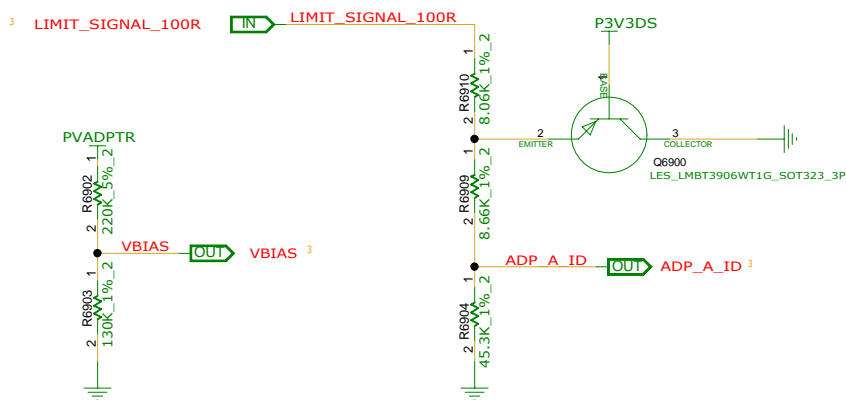 3 LIMIT_SIGNAL_100R IN LIMIT_SIGNAL_100R
P3V3DS
1
R6910
8.06K_1%_2
2
1
BASE
2
EMITTER
3
COLLECTOR
Q6900
LES_LMBT3906WT1G_SOT323_3P
PVADPTR
1
R6902
220K_5%_2
2
1
R6909
8.66K_1%_2
2
VBIAS OUT VBIAS 3
ADP_A_ID OUT ADP_A_ID 3
1
R6903
130K_1%_2
2
1
R6904
45.3K_1%_2
2